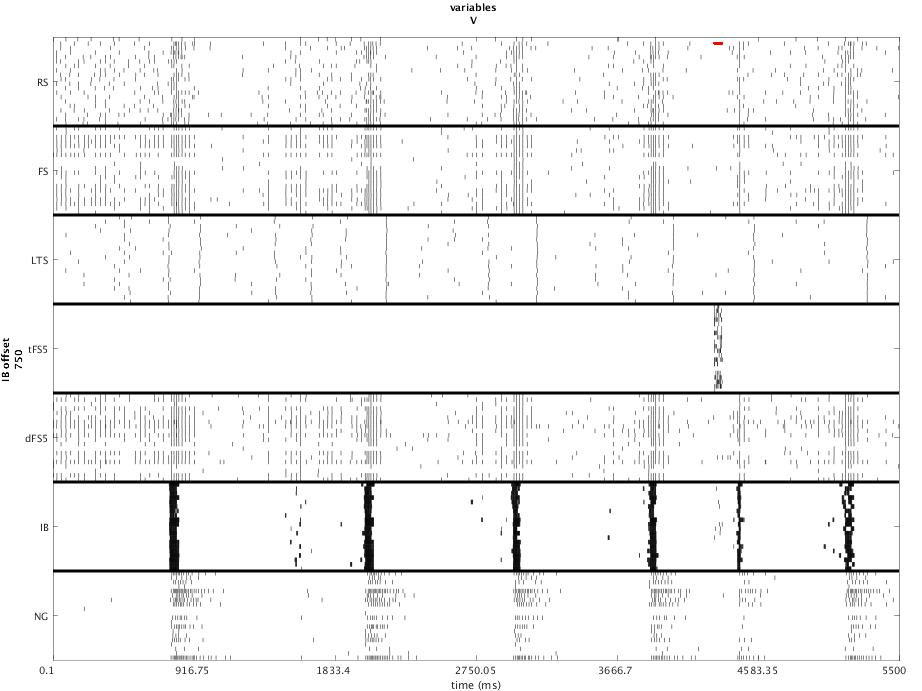 variables
V
RS
FS
LTS
tFS5
dFS5
IB
NG
IB offset
750
0.1
916.75
1833.4
2750.05
3666.7
4583.35
5500
time (ms)